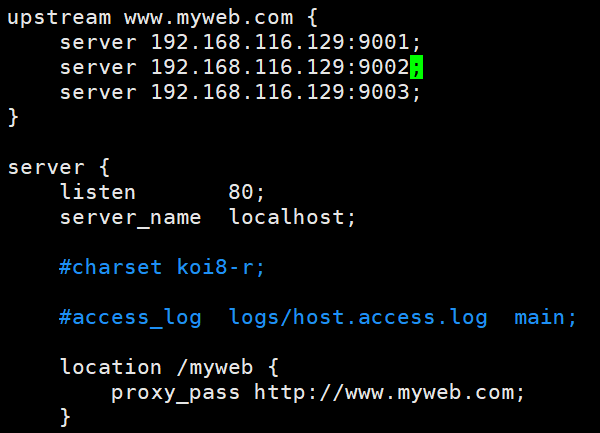 upstream www.myweb.com {
    server 192.168.116.129:9001;
    server 192.168.116.129:9002;
    server 192.168.116.129:9003;
}
server {
    listen       80;
    server_name  localhost;
    #charset koi8-r;
    #access_log  logs/host.access.log  main;
    location /myweb {
        proxy_pass http://www.myweb.com;
    }